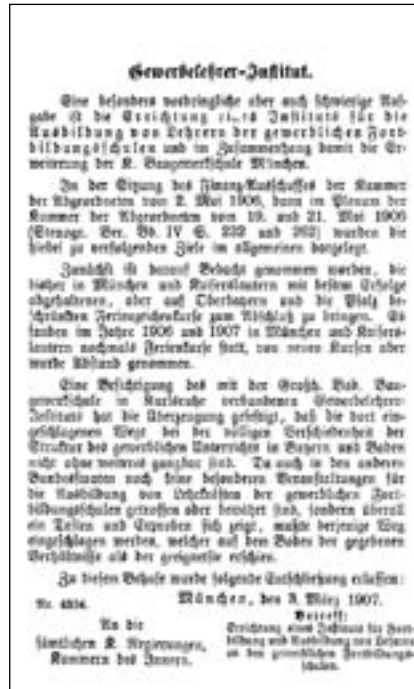 Gewerbelehrer-Institut.
Eine besonders vordringliche aber auch schwierige Auf-
gabe ist die Errichtung eines Instituts für die
Ausbildung von Lehrern der gewerblichen Fort-
bildungsschulen und im Zusammenhang damit die Er-
weiterung der K. Baugewerkschule München.
In der Sitzung des Finanz-Ausschusses der Kammer
der Abgeordneten vom 2. Mai 1906, dann im Plenum der
Kammer der Abgeordneten vom 19. und 21. Mai 1906
(Stenogr. Ber. Bd. IV S. 232 und 262) wurden die
hiebei zu verfolgenden Ziele im allgemeinen dargelegt.
Zunächst ist darauf Bedacht genommen worden, die
bisher in München und Kaiserslautern mit bestem Erfolge
abgehaltenen, aber auf Oberbayern und die Pfalz be-
schränkten Ferienzeichenkurse zum Abschluß zu bringen. Es
fanden im Jahre 1906 und 1907 in München und Kaisers-
lautern nochmals Ferienkurse statt, von neuen Kursen aber
wurde Abstand genommen.
Eine Besichtigung des mit der Großh. Bad. Bau-
gewerkschule in Karlsruhe verbundenen Gewerbelehrer-
Instituts hat die Überzeugung gefestigt, daß die dort ein-
geschlagenen Wege bei der völligen Verschiedenheit der
Struktur des gewerblichen Unterrichts in Bayern und Baden
nicht ohne weiteres gangbar sind. Da auch in den anderen
Bundesstaaten noch keine besonderen Veranstaltungen für
die Ausbildung von Lehrkräften der gewerblichen Fort-
bildungsschulen getroffen oder bewährt sind, sondern überall
ein Tasten und Erproben sich zeigt, mußte derjenige Weg
eingeschlagen werden, welcher auf dem Boden der gegebenen
Verhältnisse als der geeignetste erschien.
Zu diesem Behufe wurde folgende Entschließung erlassen:
München, den 3. März 1907.
Nr.
An die
sämtlichen K. Regierungen,
Kammern des Innern.
Betreff:
Errichtung eines Instituts für Fort-
bildung und Ausbildung von Lehrern
an den gewerblichen Fortbildungs-
schulen.